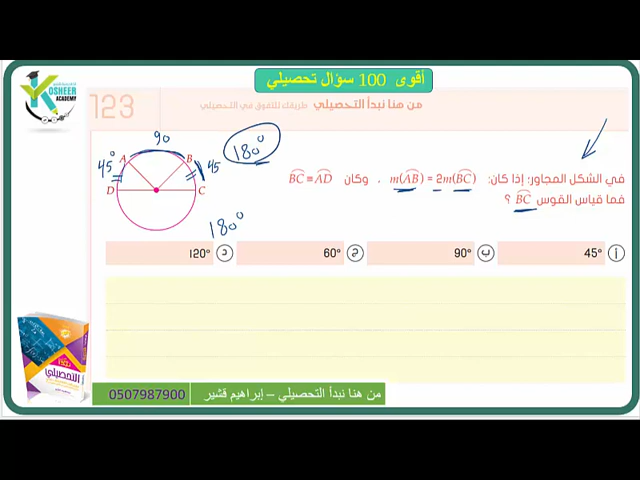 أقوى 100 سؤال تحصيلي
KOSHEER
ACADEMY
123
من هنا نبدأ التحصيلي طريقك للتفوق في التحصيلي
في الشكل المجاور؛ إذا كان: m(AB) = 2m(BC) ، وكان BC ≡ AD
فما قياس القوس BC ؟
90
180°
45°
45
A
B
D
C
180°
أ 45°
ب 90°
ج 60°
د 120°
التحصيلي
من هنا نبدأ التحصيلي – إبراهيم قشير 0507987900